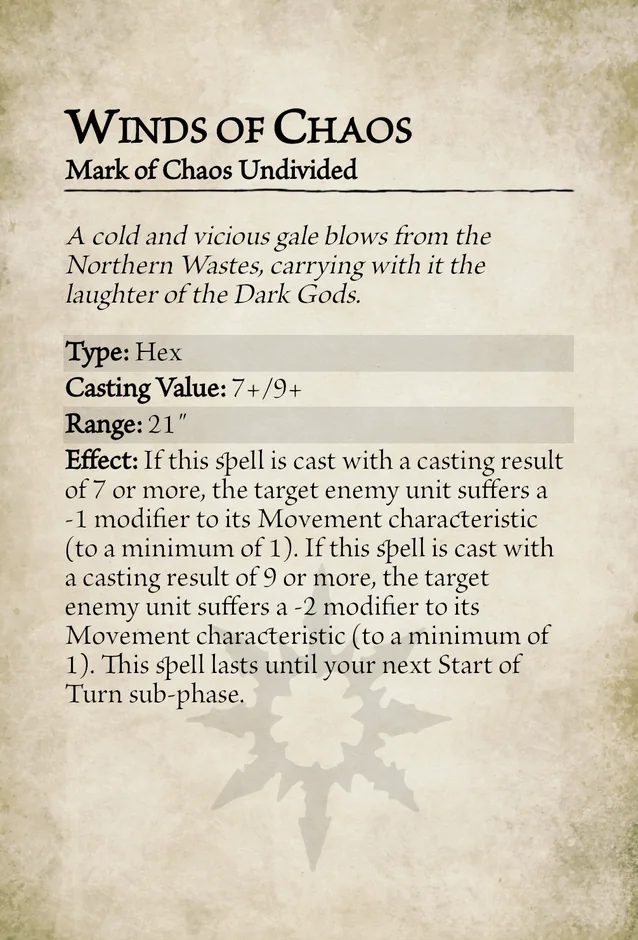 Winds of Chaos
Mark of Chaos Undivided
A cold and vicious gale blows from the
Northern Wastes, carrying with it the
laughter of the Dark Gods.
Type: Hex
Casting Value: 7+/9+
Range: 21"
Effect: If this spell is cast with a casting result
of 7 or more, the target enemy unit suffers a
-1 modifier to its Movement characteristic
(to a minimum of 1). If this spell is cast with
a casting result of 9 or more, the target
enemy unit suffers a -2 modifier to its
Movement characteristic (to a minimum of
1). This spell lasts until your next Start of
Turn sub-phase.